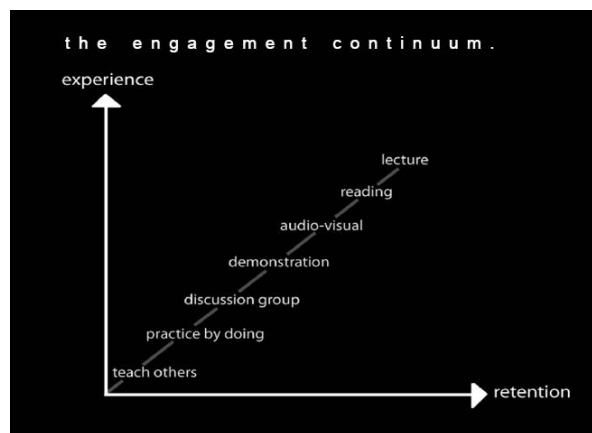 the engagement continuum.
experience
lecture
reading
audio-visual
demonstration
discussion group
practice by doing
teach others
retention